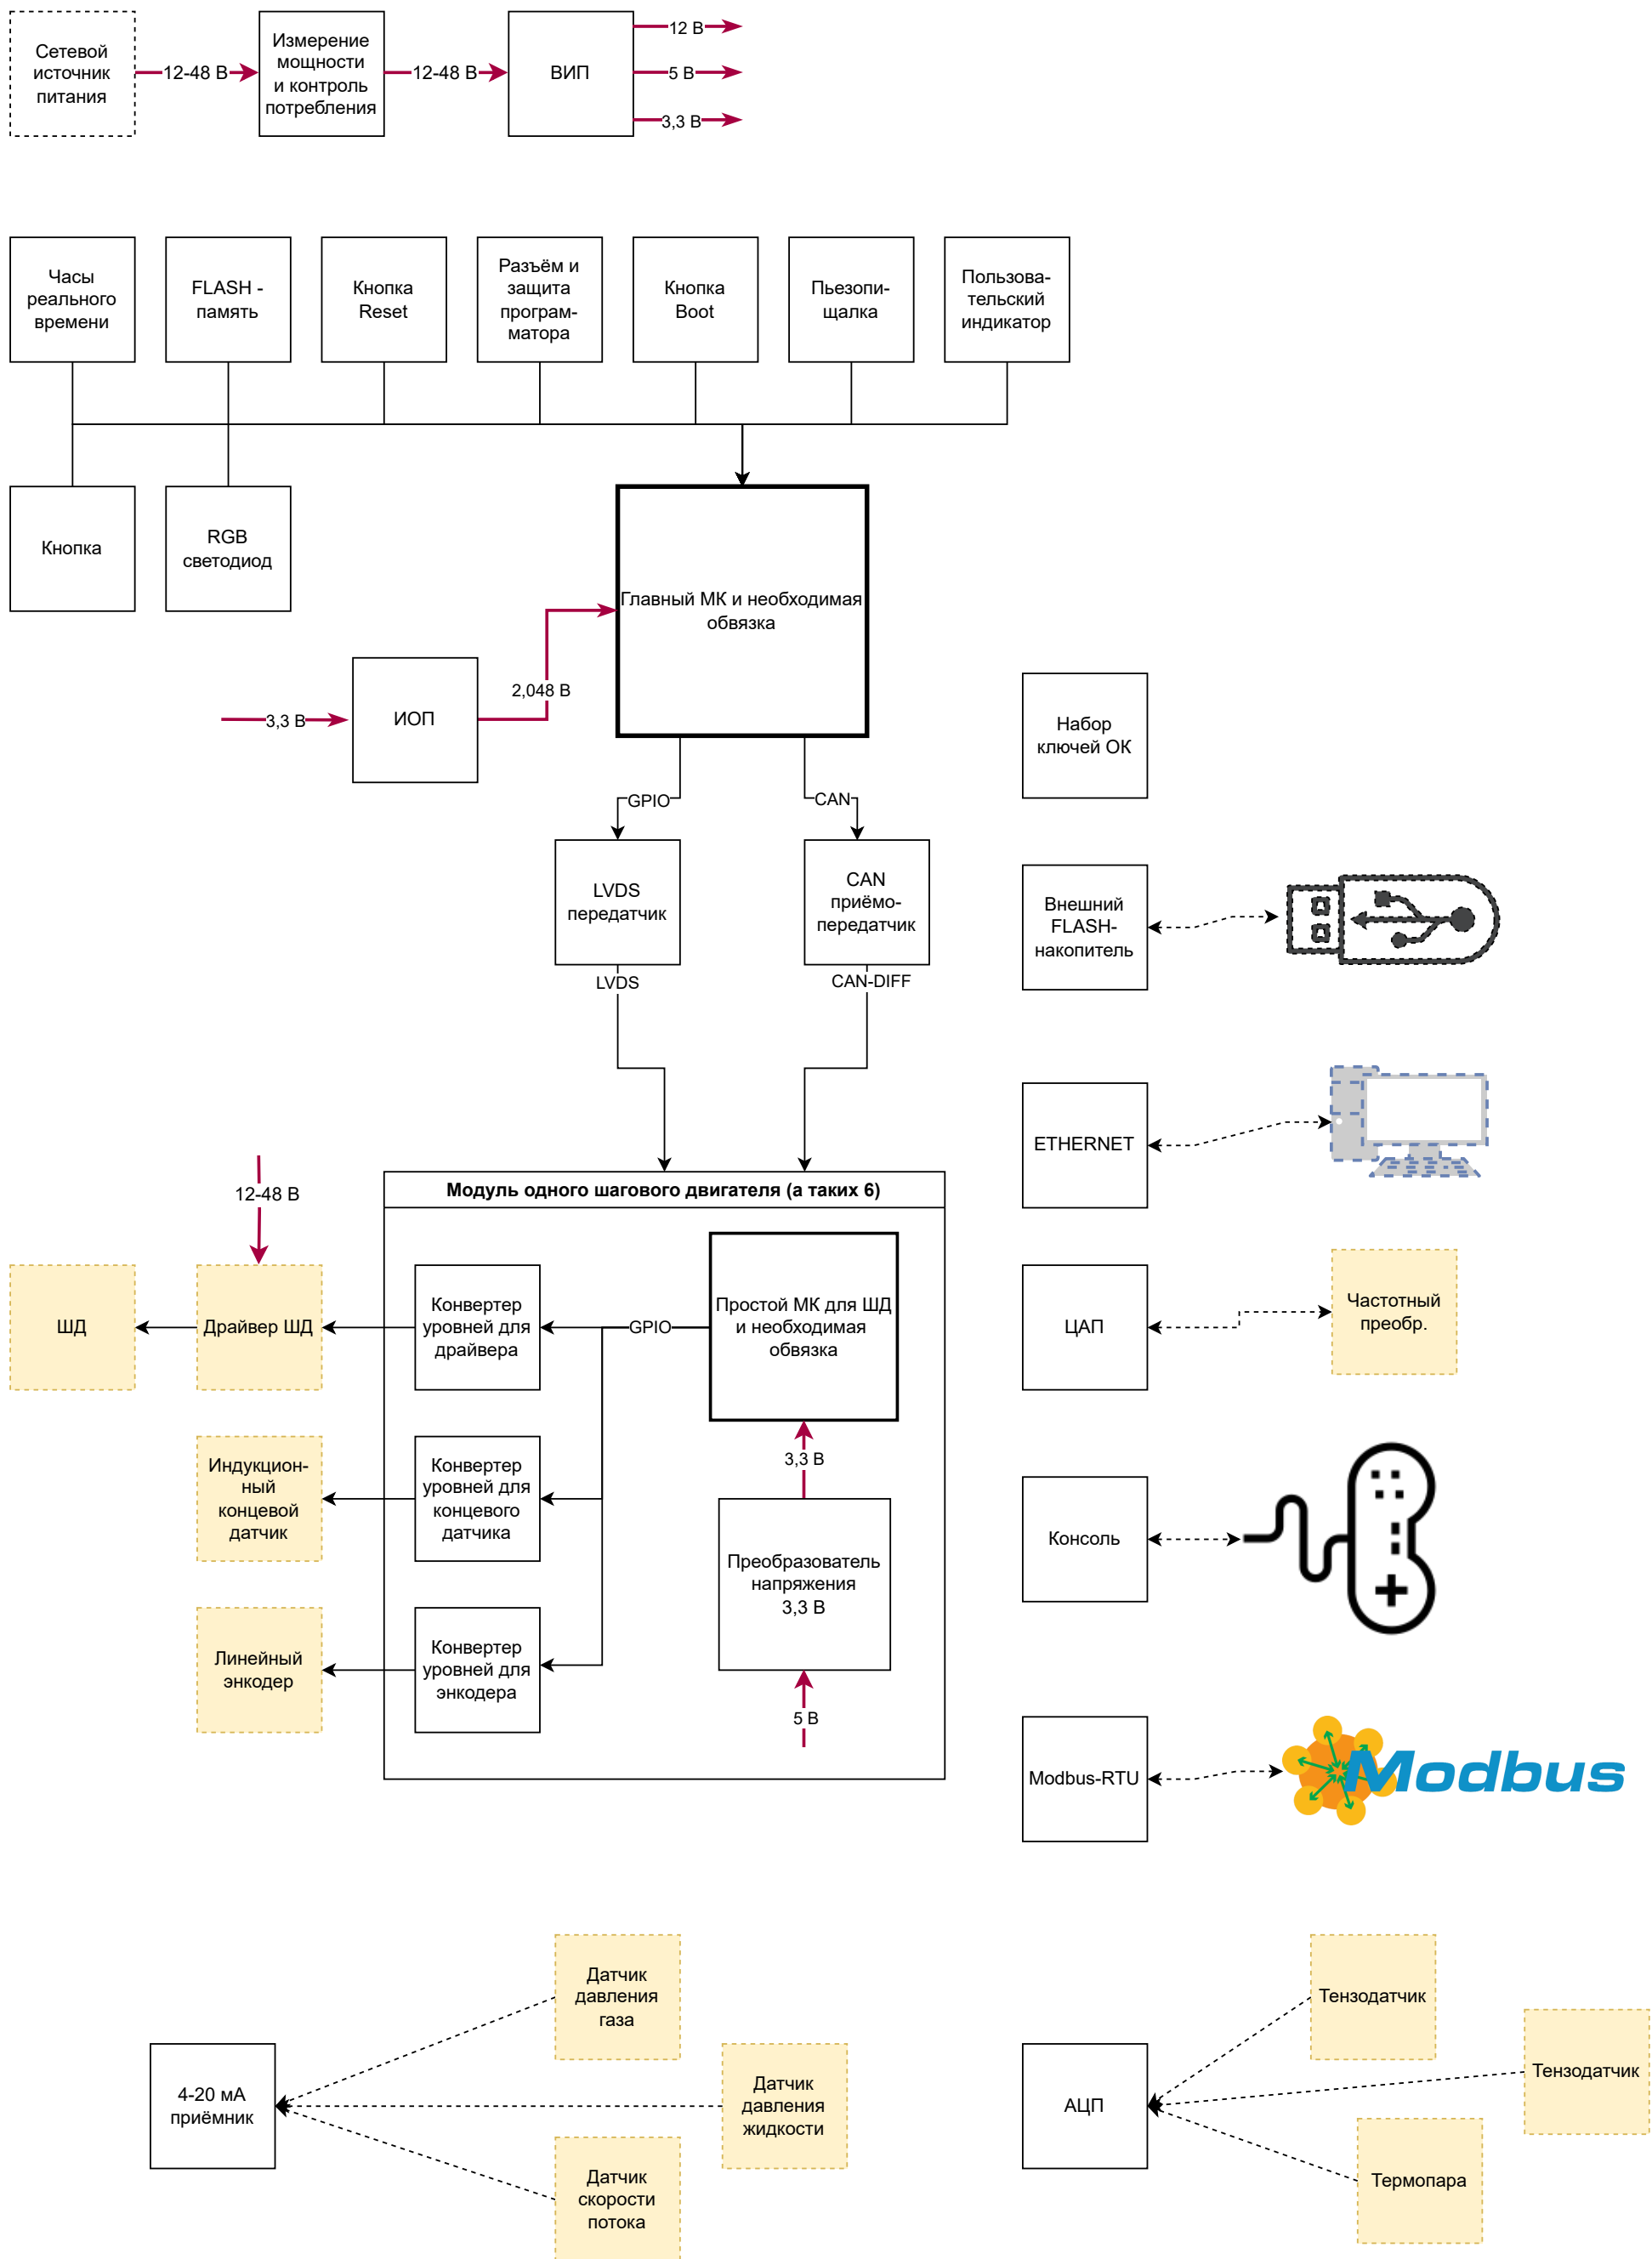 Сетевой
источник
питания
12-48 В
Измерение
мощности
и контроль
потребления
12-48 В
ВИП
12 В
5 В
3,3 В
Часы
реального
времени
FLASH -
память
Кнопка
Reset
Разъём и
защита
програм-
матора
Кнопка
Boot
Пьезопи-
щалка
Пользова-
тельский
индикатор
Кнопка
RGB
светодиод
Главный МК и необходимая
обвязка
3,3 В
ИОП
2,048 В
Набор
ключей ОК
GPIO
CAN
LVDS
передатчик
CAN
приёмо-
передатчик
Внешний
FLASH-
накопитель
LVDS
CAN-DIFF
ETHERNET
12-48 В
Модуль одного шагового двигателя (а таких 6)
ШД
Драйвер ШД
Конвертер
уровней для
драйвера
GPIO
Простой МК для ШД
и необходимая
обвязка
ЦАП
Частотный
преобр.
Индукцион-
ный
концевой
датчик
Конвертер
уровней для
концевого
датчика
3,3 В
Преобразователь
напряжения
3,3 В
Консоль
Линейный
энкодер
Конвертер
уровней для
энкодера
5 В
Modbus-RTU
Modbus
4-20 мА
приёмник
Датчик
давления
газа
Датчик
давления
жидкости
Датчик
скорости
потока
АЦП
Тензодатчик
Тензодатчик
Термопара